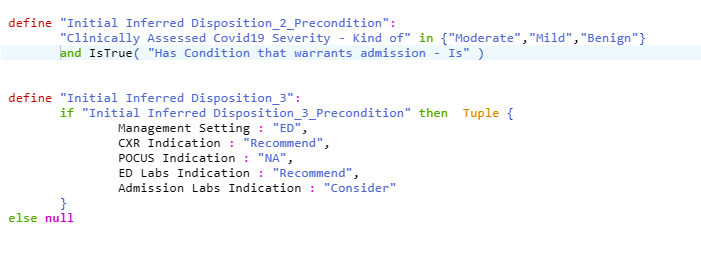 define "Initial Inferred Disposition_2_Precondition":
"Clinically Assessed Covid19 Severity - Kind of" in {"Moderate","Mild","Benign"}
and IsTrue( "Has Condition that warrants admission - Is" )
define "Initial Inferred Disposition_3":
if "Initial Inferred Disposition_3_Precondition" then  Tuple {
Management Setting : "ED",
CXR Indication : "Recommend",
POCUS Indication : "NA",
ED Labs Indication : "Recommend",
Admission Labs Indication : "Consider"
}
else null